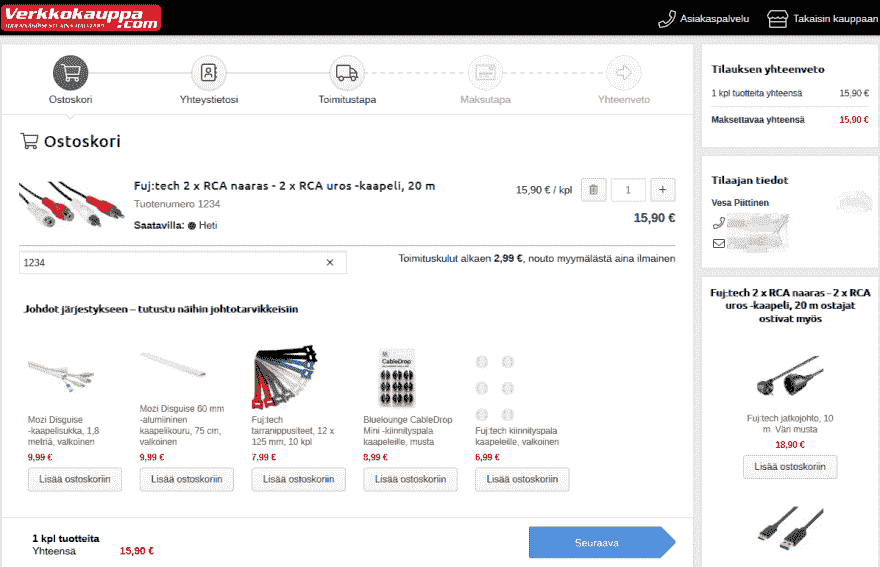 Verkkokauppa
.com
Asiakaspalvelu
Takaisin kauppaan
Ostoskori
Yhteystietosi
Toimitustapa
Maksutapa
Yhteenveto
Ostoskori
Fuj:tech 2 x RCA naaras - 2 x RCA uros -kaapeli, 20 m
Tuotenumero 1234
Saatavilla: Heti
15,90 € / kpl
1
+
15,90 €
1234
×
Toimituskulut alkaen 2,99 €, nouto myymälästä aina ilmainen
Johdot järjestykseen – tutustu näihin johtotarvikkeisiin
Mozi Disguise
-kaapelisukka, 1,8
metriä, valkoinen
9,99 €
Lisää ostoskoriin
Mozi Disguise 60 mm
-alumiininen
kaapelikouru, 75 cm,
valkoinen
9,99 €
Lisää ostoskoriin
Fuj:tech
tarranippusiteet, 12 x
125 mm, 10 kpl
7,99 €
Lisää ostoskoriin
CableDrop
Bluelounge CableDrop
Mini -kiinnityspala
kaapeleille, musta
8,99 €
Lisää ostoskoriin
Fuj:tech kiinnityspala
kaapeleille, valkoinen
6,99 €
Lisää ostoskoriin
1 kpl tuotteita
Yhteensä
15,90 €
Seuraava
Tilauksen yhteenveto
1 kpl tuotteita yhteensä 15,90 €
Maksettavaa yhteensä 15,90 €
Tilaajan tiedot
Vesa Piittinen
Fuj:tech 2 x RCA naaras - 2 x RCA
uros -kaapeli, 20 m ostajat
ostivat myös
Fuj:tech jatkojohto, 10
m. Väri musta
18,90 €
Lisää ostoskoriin